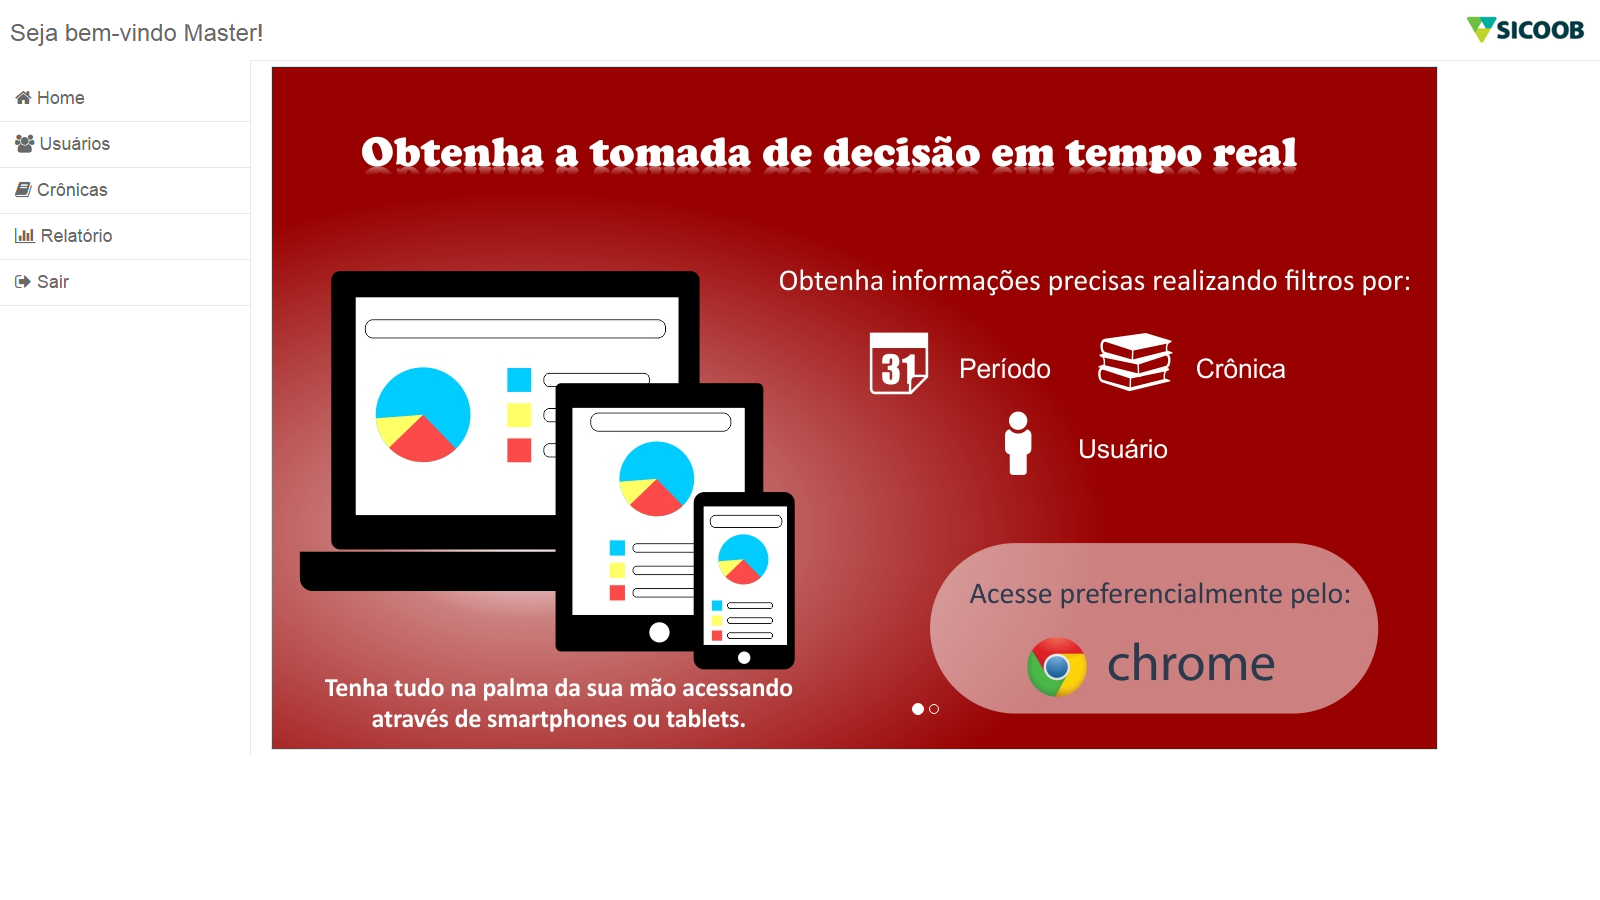 Seja bem-vindo Master!
SICOOB
Home
Usuários
Crônicas
Relatório
Sair
Obtenha a tomada de decisão em tempo real
Obtenha informações precisas realizando filtros por:
31
Período
Crônica
Usuário
Acesse preferencialmente pelo:
chrome
Tenha tudo na palma da sua mão acessando
através de smartphones ou tablets.